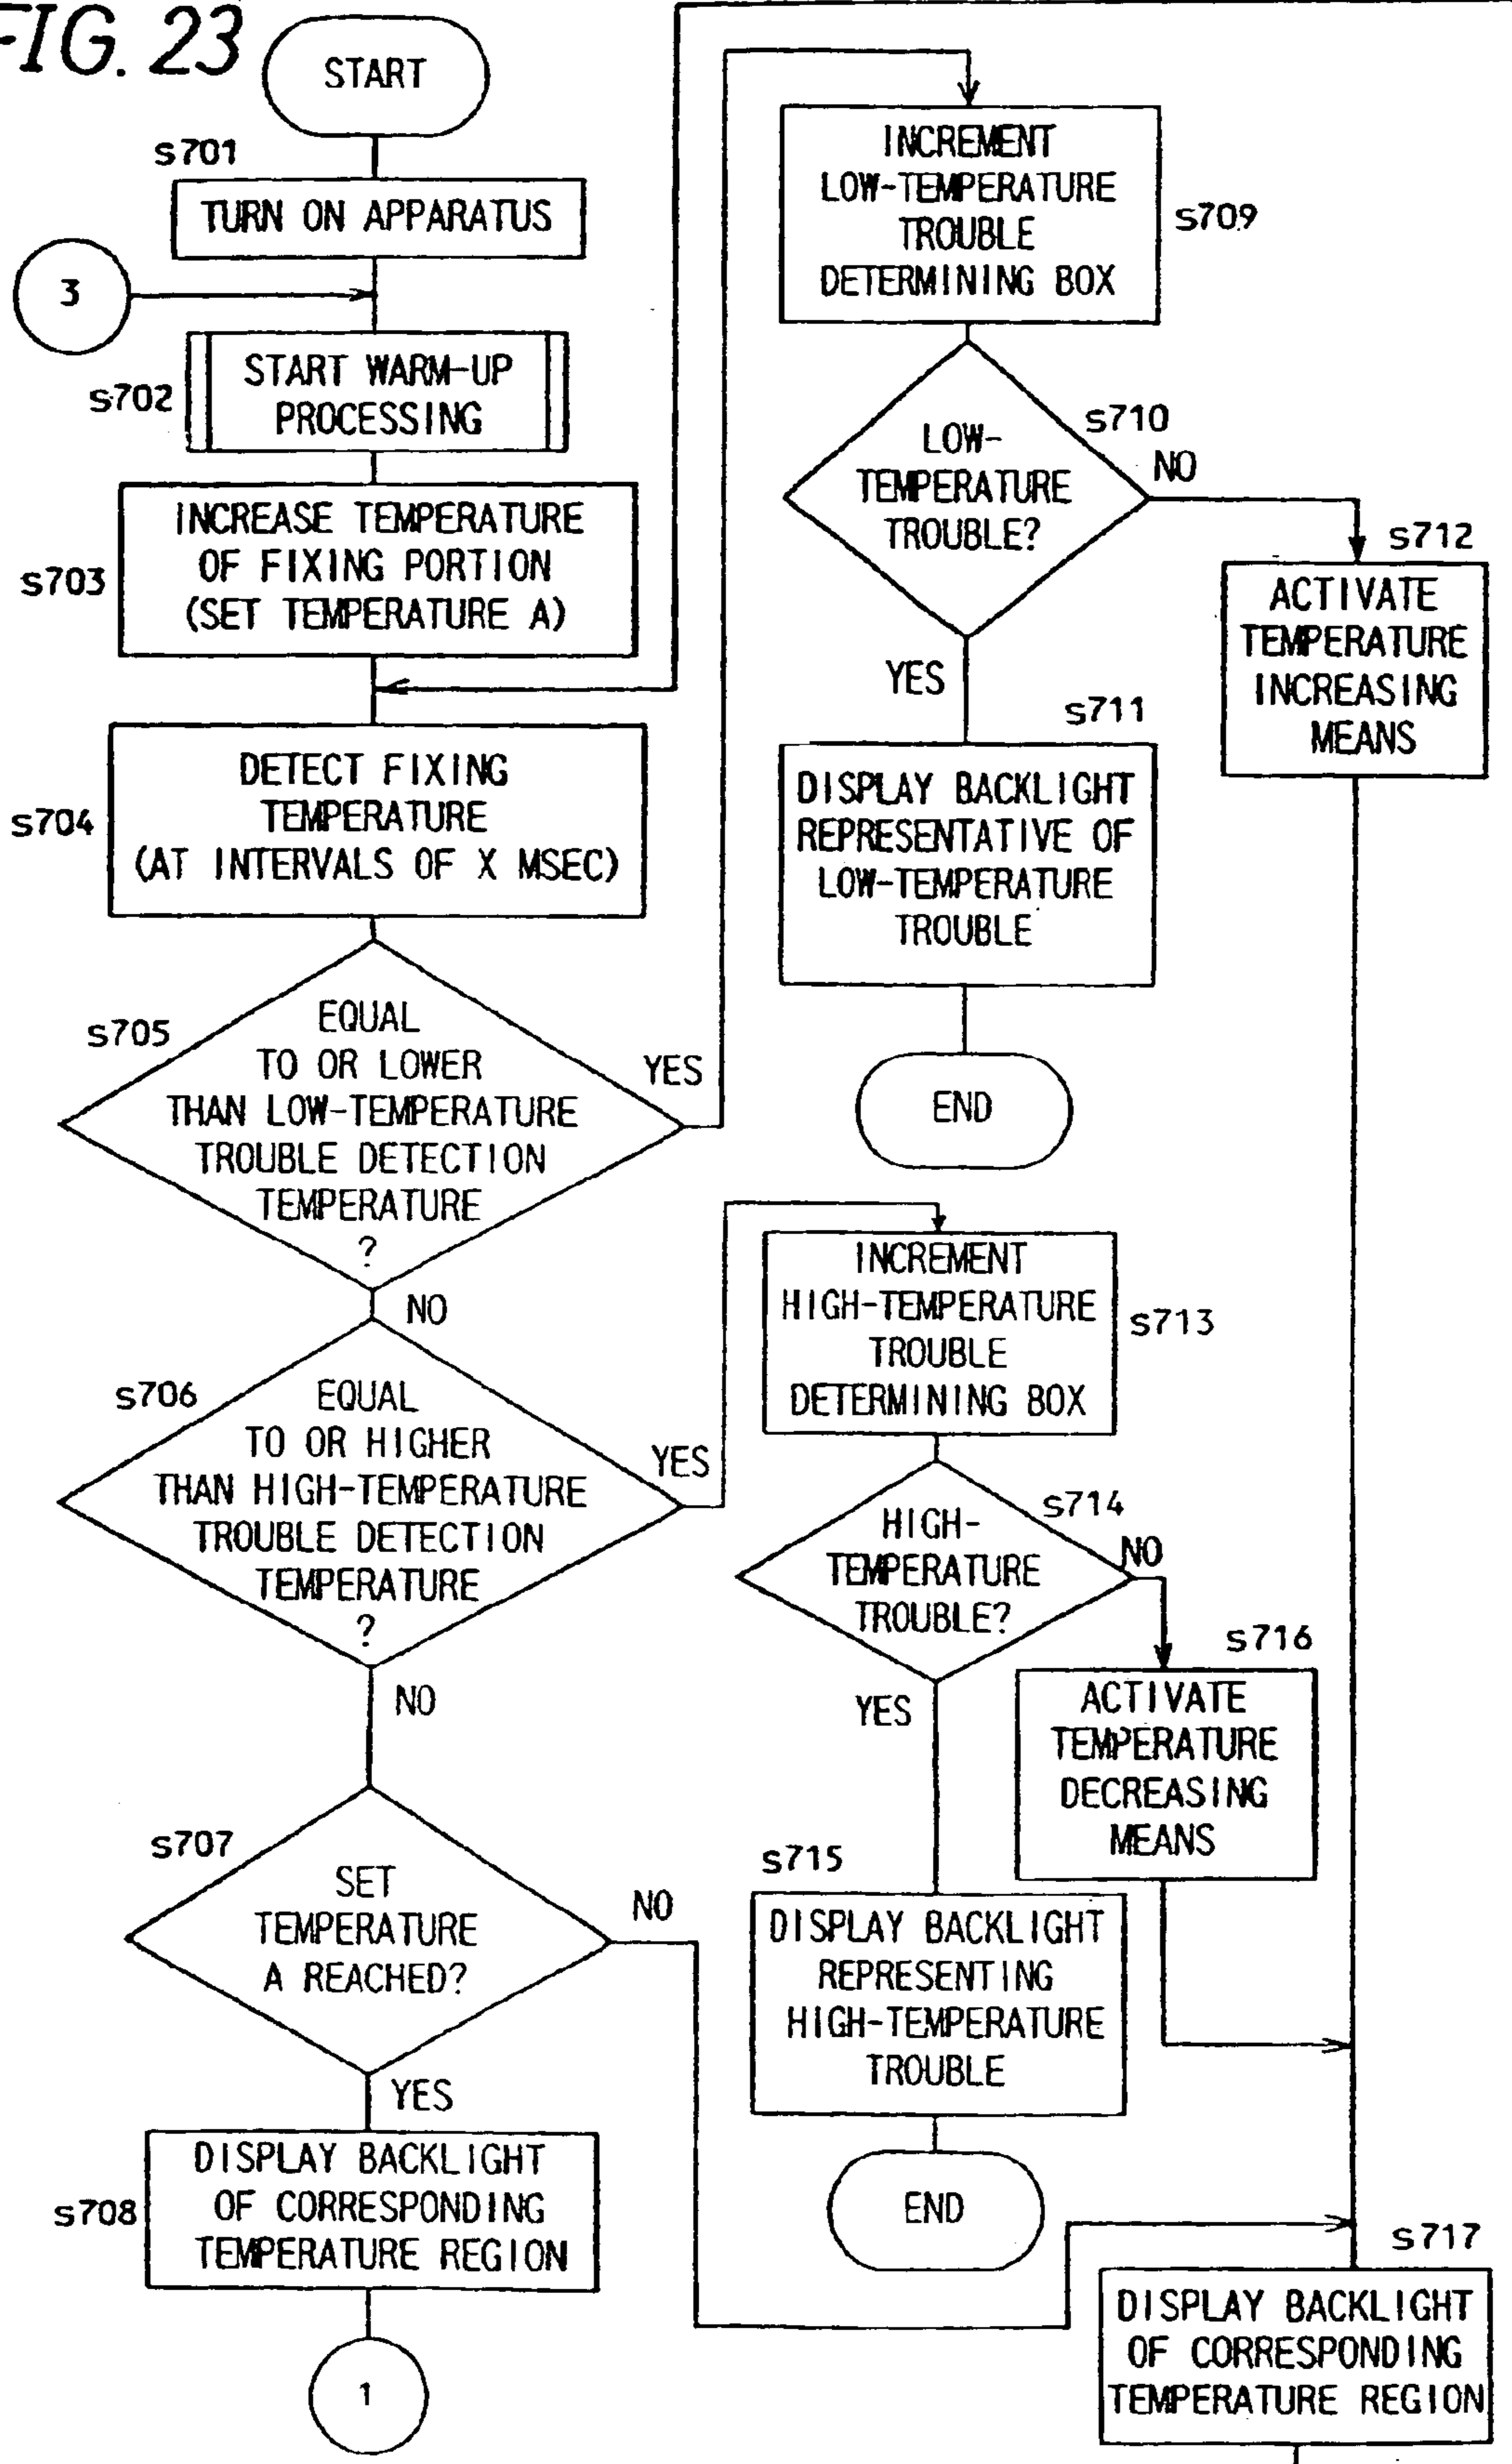 FIG. 23
START
s701
TURN ON APPARATUS
3
s702
START WARM-UP
PROCESSING
s703
INCREASE TEMPERATURE
OF FIXING PORTION
(SET TEMPERATURE A)
s704
DETECT FIXING
TEMPERATURE
(AT INTERVALS OF X MSEC)
s705
EQUAL
TO OR LOWER
THAN LOW-TEMPERATURE
TROUBLE DETECTION
TEMPERATURE
?
YES
NO
s706
EQUAL
TO OR HIGHER
THAN HIGH-TEMPERATURE
TROUBLE DETECTION
TEMPERATURE
?
YES
NO
s707
SET
TEMPERATURE
A REACHED?
NO
YES
s708
DISPLAY BACKLIGHT
OF CORRESPONDING
TEMPERATURE REGION
1
INCREMENT
LOW-TEMPERATURE
TROUBLE
DETERMINING BOX
s709
s710
LOW-
TEMPERATURE
TROUBLE?
NO
YES
s711
DISPLAY BACKLIGHT
REPRESENTATIVE OF
LOW-TEMPERATURE
TROUBLE
END
s712
ACTIVATE
TEMPERATURE
INCREASING
MEANS
INCREMENT
HIGH-TEMPERATURE
TROUBLE
DETERMINING BOX
s713
s714
HIGH-
TEMPERATURE
TROUBLE?
NO
YES
s715
DISPLAY BACKLIGHT
REPRESENTING
HIGH-TEMPERATURE
TROUBLE
END
s716
ACTIVATE
TEMPERATURE
DECREASING
MEANS
s717
DISPLAY BACKLIGHT
OF CORRESPONDING
TEMPERATURE REGION